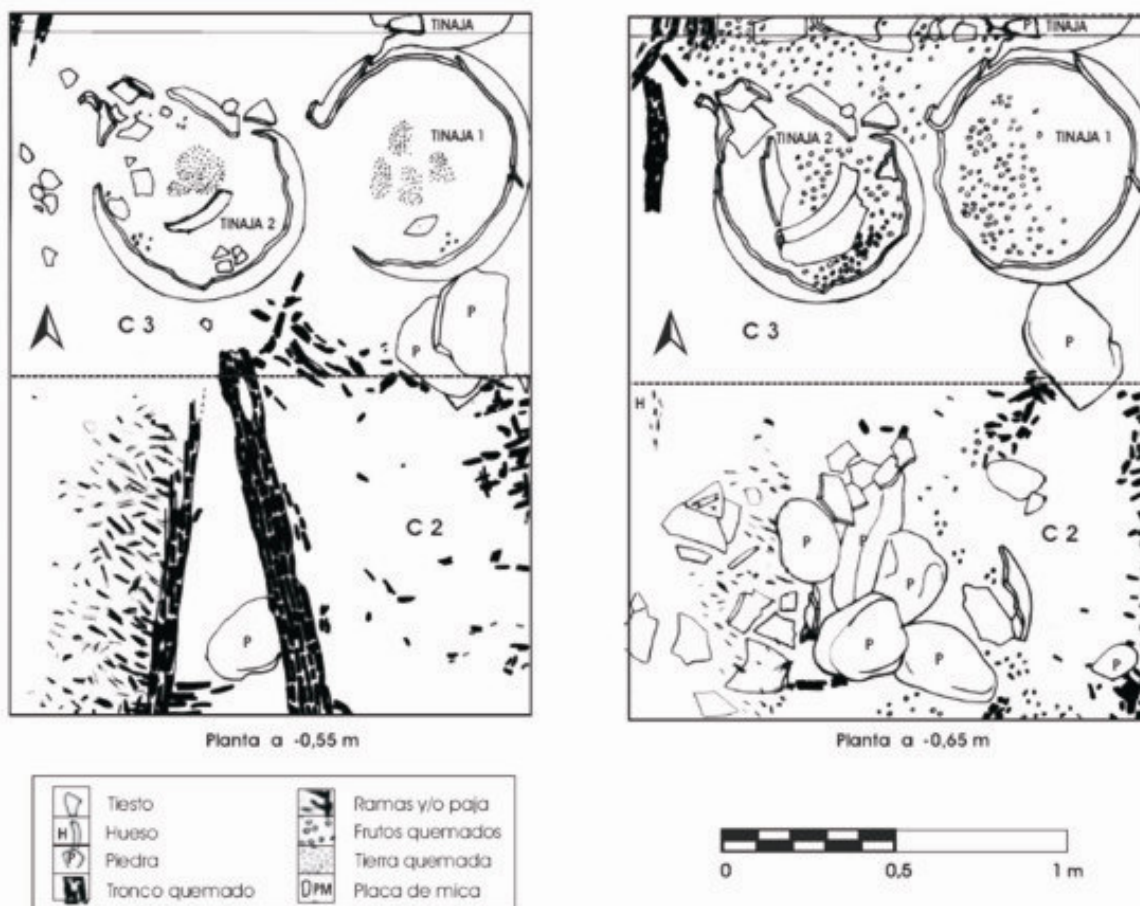 TINAJA
TINAJA 1
TINAJA 2
C 3
P
P
C 2
P
Planta a -0,55 m
P
TINAJA
TINAJA 2
TINAJA 1
C 3
P
H
C 2
P
P
P
P
P
P
Planta a -0,65 m
Tiesto
H Hueso
P Piedra
Tronco quemado
Ramas y/o paja
Frutos quemados
Tierra quemada
PM Placa de mica
0 0,5 1 m